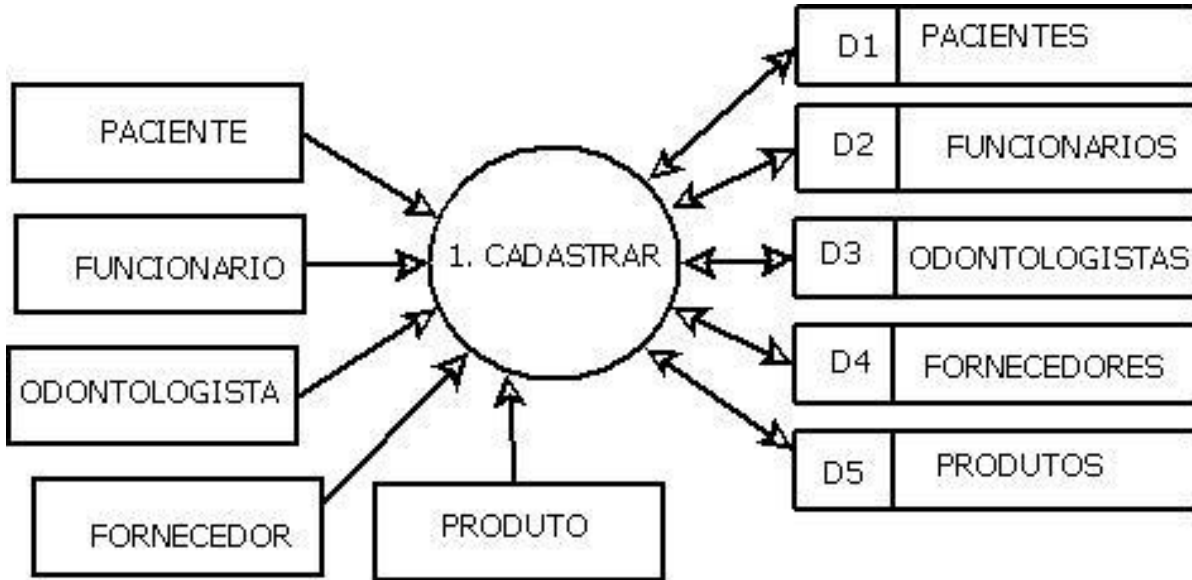 PACIENTE
FUNCIONARIO
ODONTOLOGISTA
FORNECEDOR
PRODUTO
1. CADASTRAR
D1 PACIENTES
D2 FUNCIONARIOS
D3 ODONTOLOGISTAS
D4 FORNECEDORES
D5 PRODUTOS